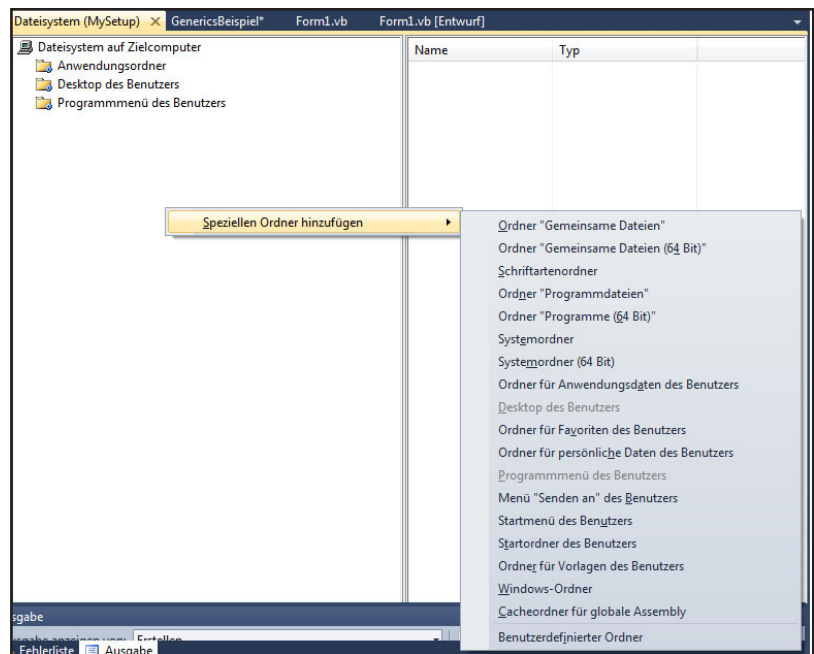 Dateisystem (MySetup) GenericsBeispiel* Form1.vb Form1.vb [Entwurf]
Dateisystem auf Zielcomputer
Anwendungsordner
Desktop des Benutzers
Programmmenü des Benutzers
Name Typ
Speziellen Ordner hinzufügen
Ordner "Gemeinsame Dateien"
Ordner "Gemeinsame Dateien (64 Bit)"
Schriftartenordner
Ordner "Programmdateien"
Ordner "Programme (64 Bit)"
Systemordner
Systemordner (64 Bit)
Ordner für Anwendungsdaten des Benutzers
Desktop des Benutzers
Ordner für Favoriten des Benutzers
Ordner für persönliche Daten des Benutzers
Programmmenü des Benutzers
Menü "Senden an" des Benutzers
Startmenü des Benutzers
Startordner des Benutzers
Ordner für Vorlagen des Benutzers
Windows-Ordner
Cacheordner für globale Assembly
Benutzerdefinierter Ordner
sgabe
Erstellen
Fehlerliste Ausgabe